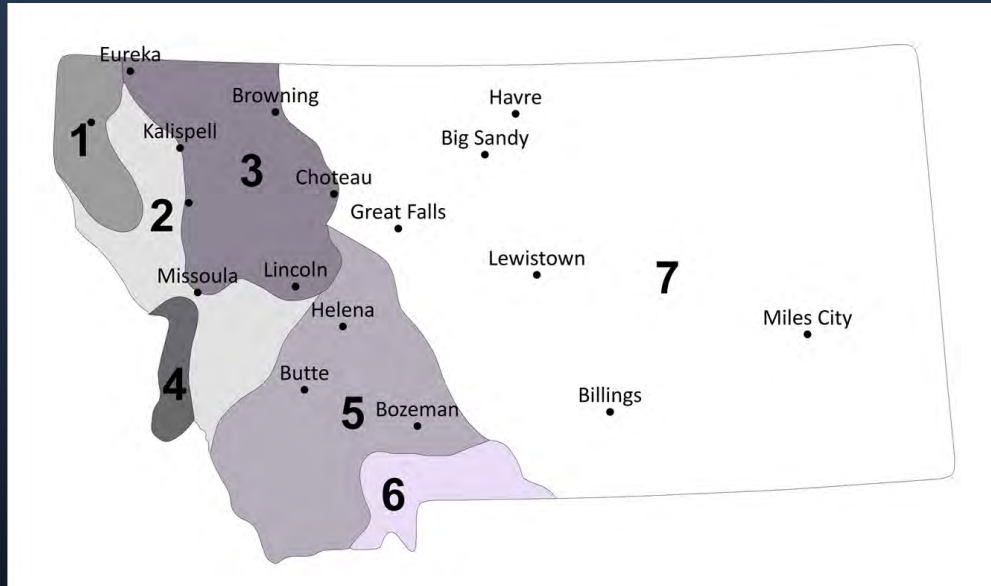 Eureka
Browning
Havre
1
Kalispell
Big Sandy
3
Choteau
2
Great Falls
Missoula
Lincoln
Lewistown
7
Helena
Miles City
4
Butte
5
Bozeman
Billings
6